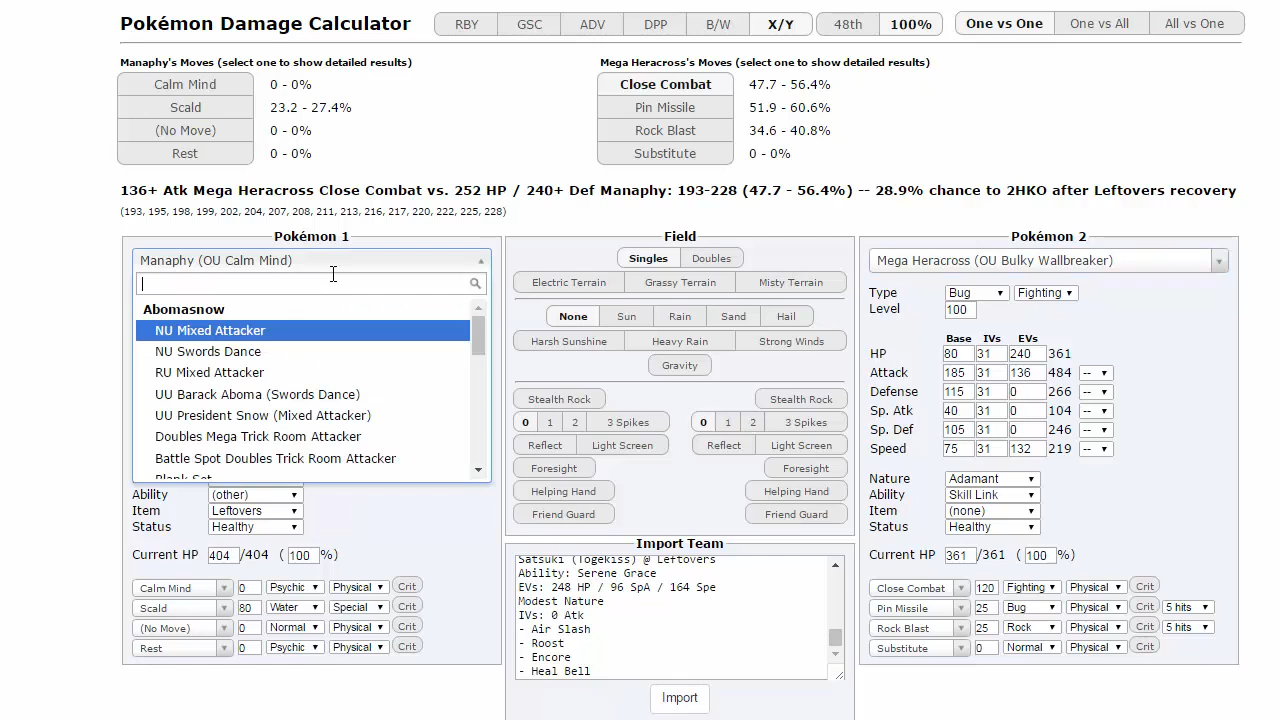 Pokémon Damage Calculator
RBY GSC ADV DPP B/W X/Y 48th 100% One vs One One vs All All vs One
Manaphy's Moves (select one to show detailed results)
Calm Mind 0 - 0%
Scald 23.2 - 27.4%
(No Move) 0 - 0%
Rest 0 - 0%
Mega Heracross's Moves (select one to show detailed results)
Close Combat 47.7 - 56.4%
Pin Missile 51.9 - 60.6%
Rock Blast 34.6 - 40.8%
Substitute 0 - 0%
136+ Atk Mega Heracross Close Combat vs. 252 HP / 240+ Def Manaphy: 193-228 (47.7 - 56.4%) -- 28.9% chance to 2HKO after Leftovers recovery
(193, 195, 198, 199, 202, 204, 207, 208, 211, 213, 216, 217, 220, 222, 225, 228)
Pokémon 1
Manaphy (OU Calm Mind)
Abomasnow
NU Mixed Attacker
NU Swords Dance
RU Mixed Attacker
UU Barack Aboma (Swords Dance)
UU President Snow (Mixed Attacker)
Doubles Mega Trick Room Attacker
Battle Spot Doubles Trick Room Attacker
Blank Set
Ability (other)
Item Leftovers
Status Healthy
Current HP 404 /404 ( 100 %)
Calm Mind 0 Psychic Physical Crit
Scald 80 Water Special Crit
(No Move) 0 Normal Physical Crit
Rest 0 Psychic Physical Crit
Field
Singles Doubles
Electric Terrain Grassy Terrain Misty Terrain
None Sun Rain Sand Hail
Harsh Sunshine Heavy Rain Strong Winds
Gravity
Stealth Rock Stealth Rock
0 1 2 3 Spikes 0 1 2 3 Spikes
Reflect Light Screen Reflect Light Screen
Foresight Foresight
Helping Hand Helping Hand
Friend Guard Friend Guard
Import Team
Satsuki (Togekiss) @ Leftovers
Ability: Serene Grace
EVs: 248 HP / 96 SpA / 164 Spe
Modest Nature
IVs: 0 Atk
- Air Slash
- Roost
- Encore
- Heal Bell
Import
Pokémon 2
Mega Heracross (OU Bulky Wallbreaker)
Type Bug Fighting
Level 100
Base IVs EVs
HP 80 31 240 361
Attack 185 31 136 484 --
Defense 115 31 0 266 --
Sp. Atk 40 31 0 104 --
Sp. Def 105 31 0 246 --
Speed 75 31 132 219 --
Nature Adamant
Ability Skill Link
Item (none)
Status Healthy
Current HP 361 /361 ( 100 %)
Close Combat 120 Fighting Physical Crit
Pin Missile 25 Bug Physical Crit 5 hits
Rock Blast 25 Rock Physical Crit 5 hits
Substitute 0 Normal Physical Crit